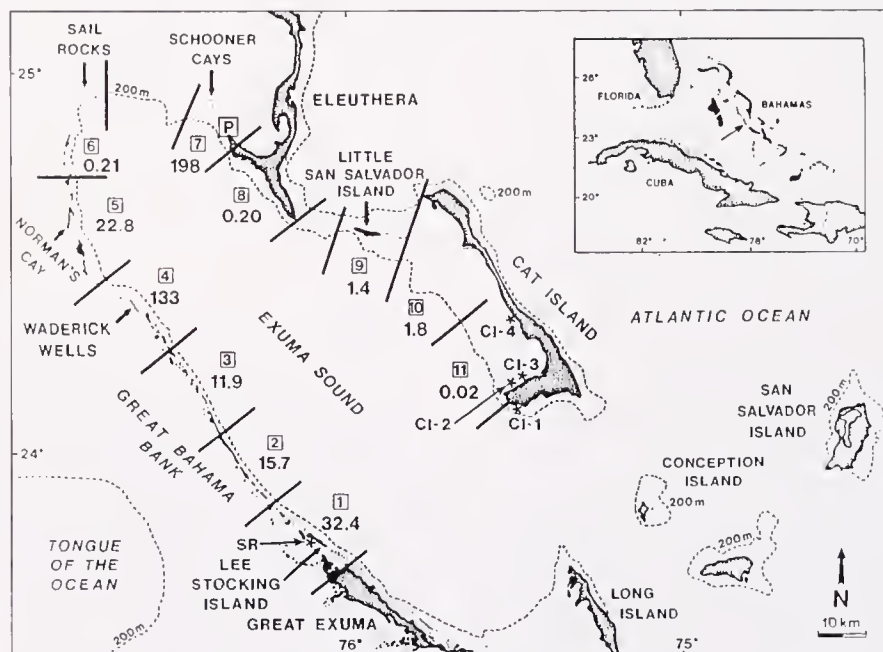 SAIL
ROCKS
SCHOONER
CAYS
25°
200m
ELEUTHERA
P
6
0.21
7
198
LITTLE
SAN SALVADOR
ISLAND
200m
5
22.8
8
0.20
NORMAN'S
CAY
4
133
9
1.4
CAT ISLAND
WADERICK
WELLS
10
1.8
EXUMA SOUND
CI-4
ATLANTIC OCEAN
3
11.9
11
0.02
CI-3
CI-2
CI-1
GREAT BAHAMA
BANK
24°
2
15.7
SAN
SALVADOR
ISLAND
200m
CONCEPTION
ISLAND
200m
1
32.4
TONGUE
OF THE
OCEAN
SR
LEE
STOCKING
ISLAND
GREAT EXUMA
200m
LONG
ISLAND
200m
N
10 km
76°
75°
26°
FLORIDA
BAHAMAS
23°
CUBA
20°
82°
78°
70°